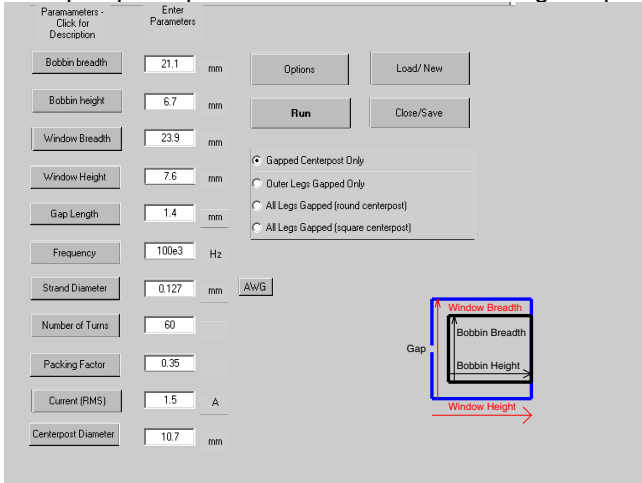 Paramameters -
Click for
Description
Enter
Parameters
Bobbin breadth 21.1 mm
Bobbin height 6.7 mm
Window Breadth 23.9 mm
Window Height 7.6 mm
Gap Length 1.4 mm
Frequency 100e3 Hz
Strand Diameter 0.127 mm AWG
Number of Turns 60
Packing Factor 0.35
Current (RMS) 1.5 A
Centerpost Diameter 10.7 mm
Options Load/ New
Run Close/Save
Gapped Centerpost Only
Outer Legs Gapped Only
All Legs Gapped (round centerpost)
All Legs Gapped (square centerpost)
Window Breadth
Bobbin Breadth
Gap
Bobbin Height
Window Height